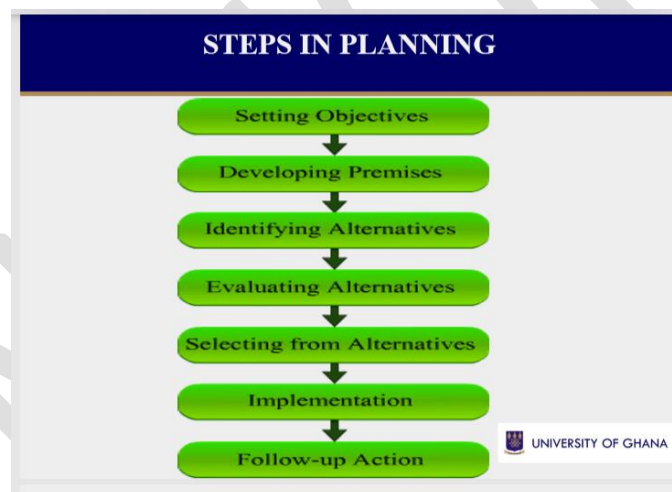 STEPS IN PLANNING
Setting Objectives
Developing Premises
Identifying Alternatives
Evaluating Alternatives
Selecting from Alternatives
Implementation
Follow-up Action
UNIVERSITY OF GHANA